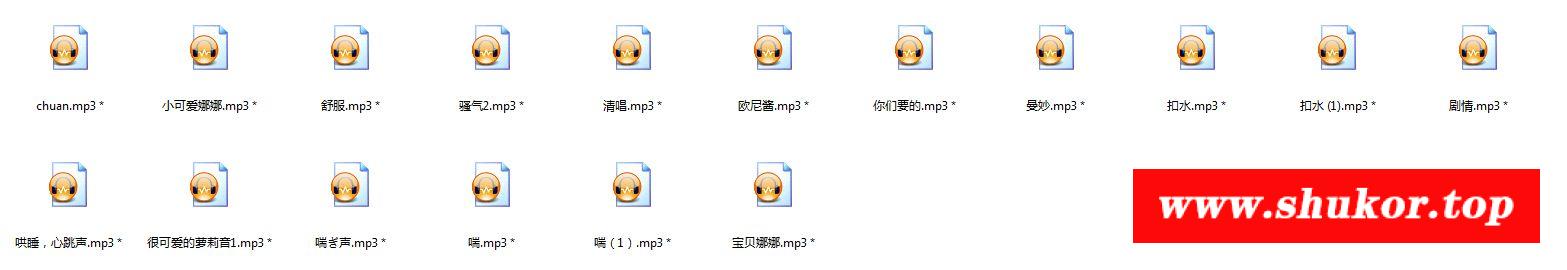 chuan.mp3 * 小可爱娜娜.mp3 * 舒服.mp3 * 骚气2.mp3 * 清唱.mp3 * 欧尼酱.mp3 * 你们要的.mp3 * 曼妙.mp3 * 扣水.mp3 * 扣水 (1).mp3 * 剧情.mp3 *
哄睡，心跳声.mp3 * 很可爱的萝莉音1.mp3 * 喘ぎ声.mp3 * 喘.mp3 * 喘（1）.mp3 * 宝贝娜娜.mp3 *
www.shukor.top